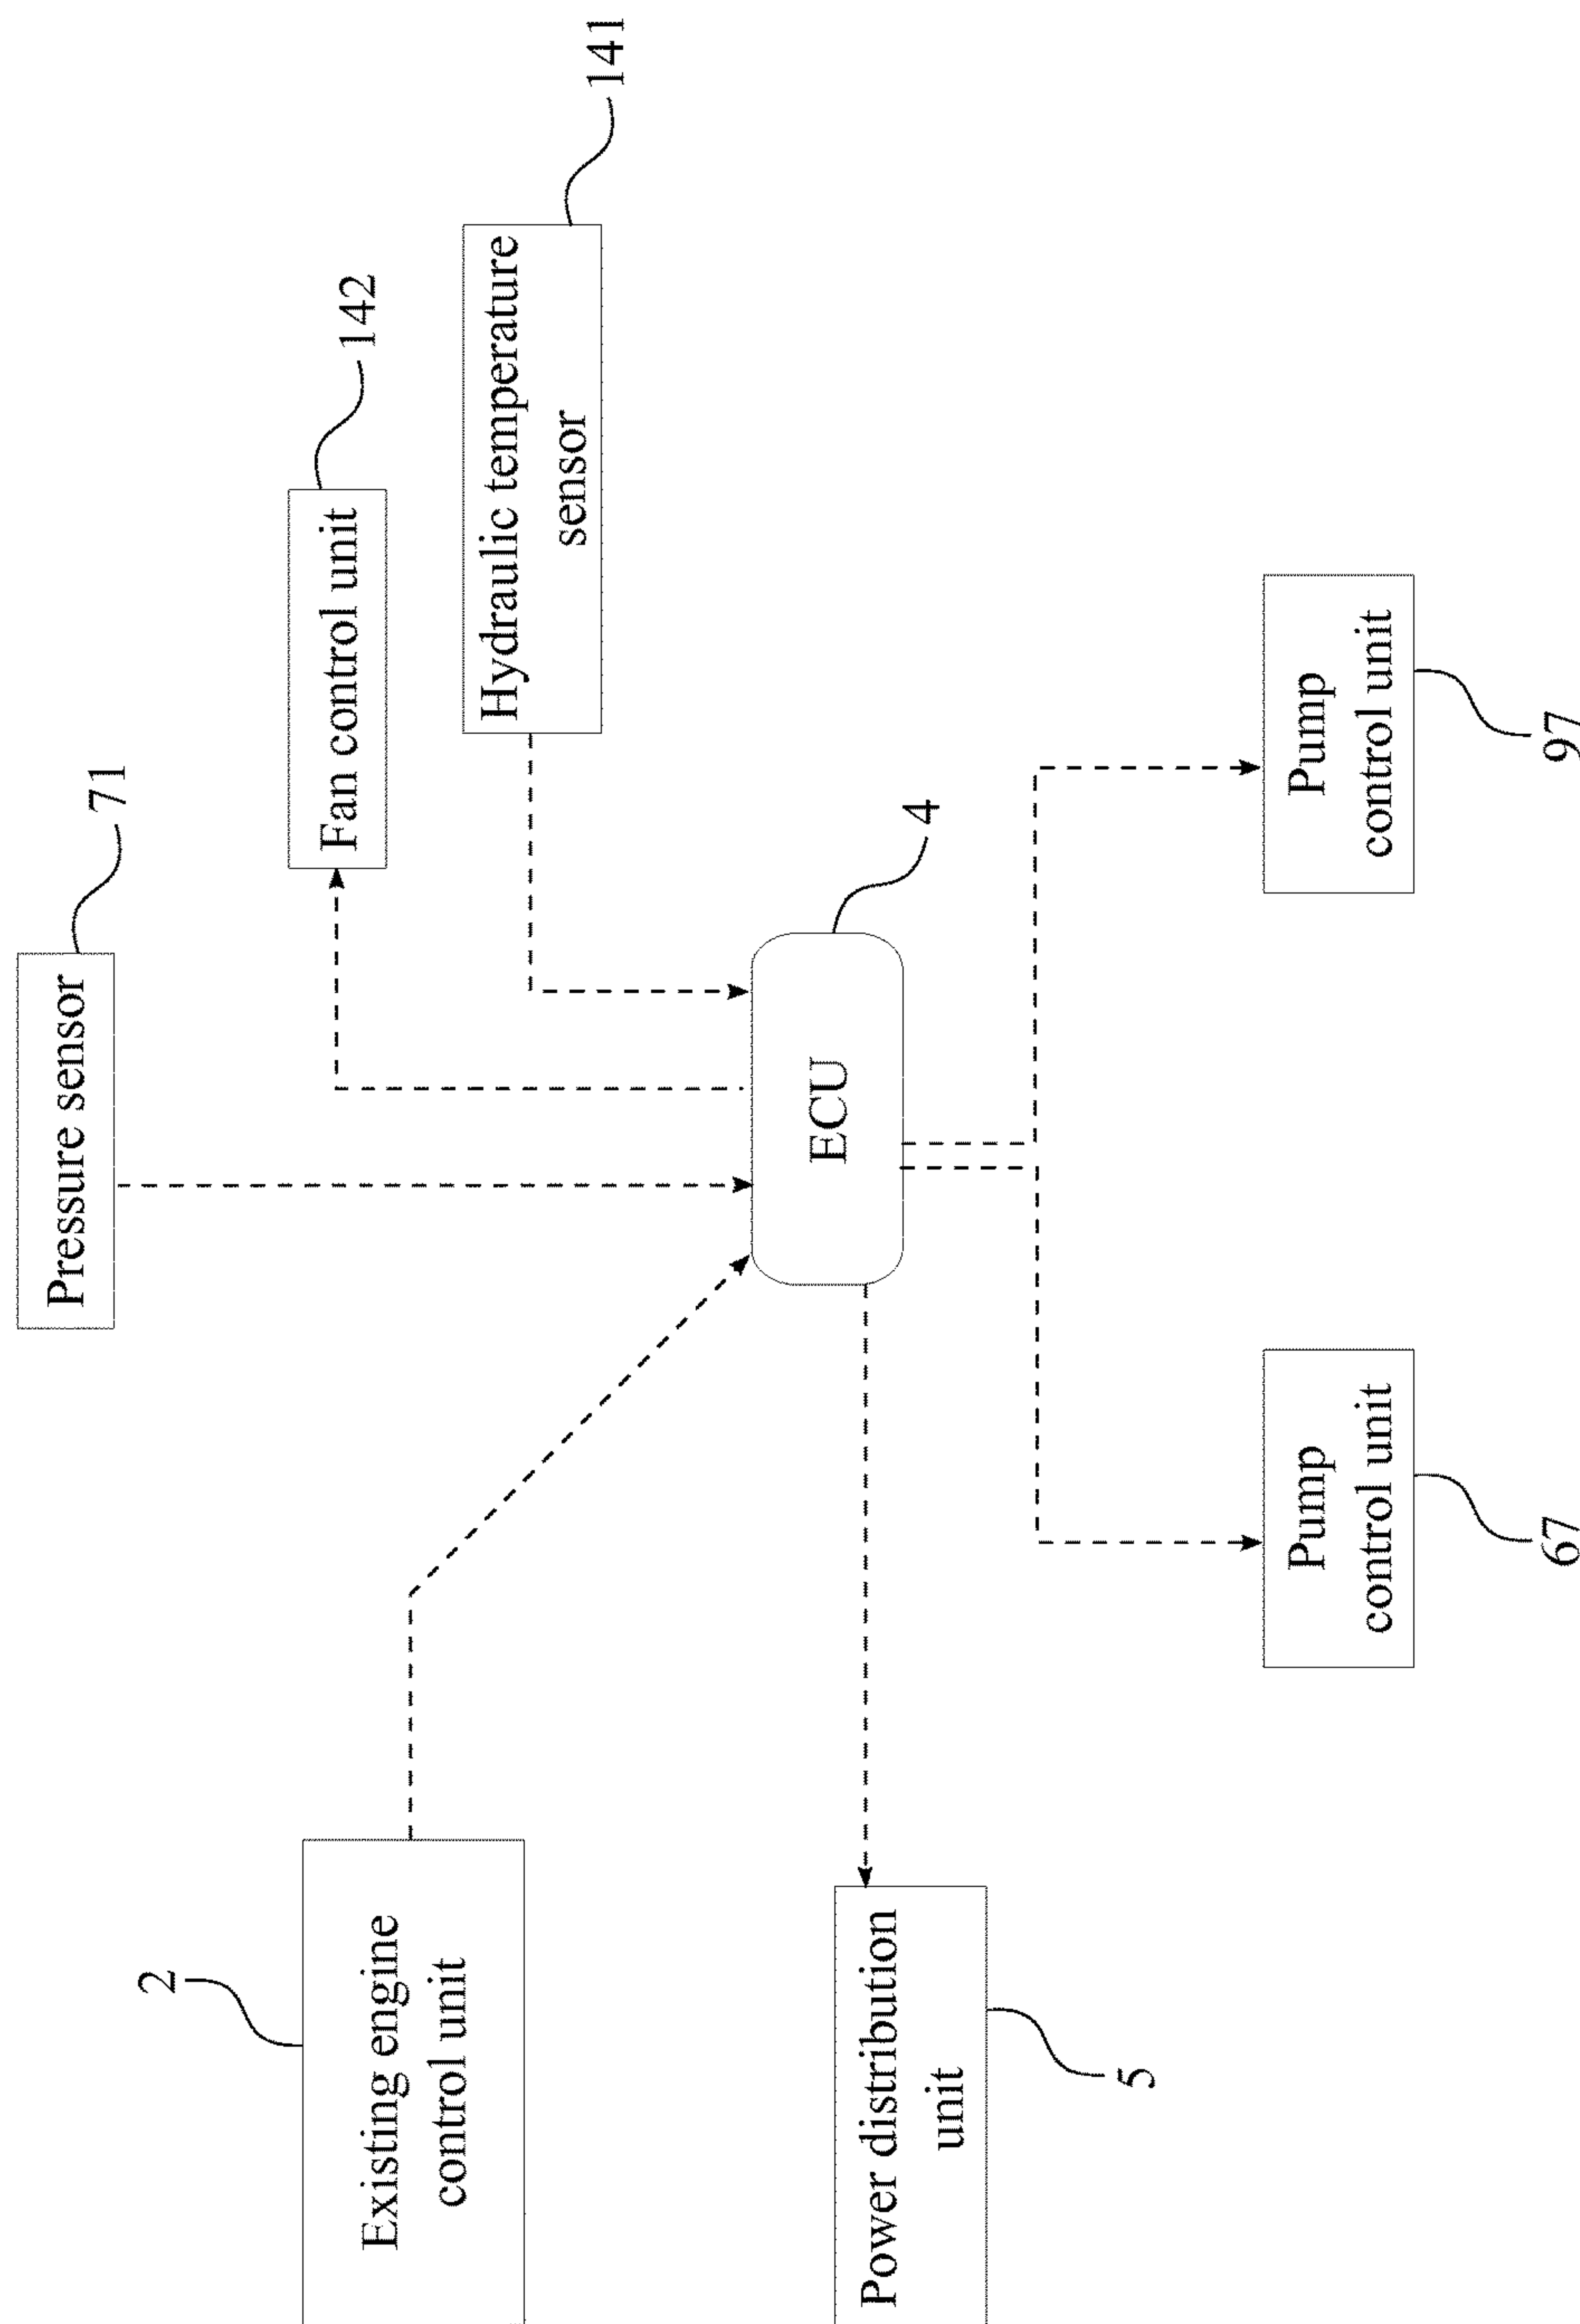 2
Existing engine
control unit
Pressure sensor
71
Fan control unit
142
Hydraulic temperature
sensor
141
ECU
4
Power distribution
unit
5
Pump
control unit
67
Pump
control unit
97